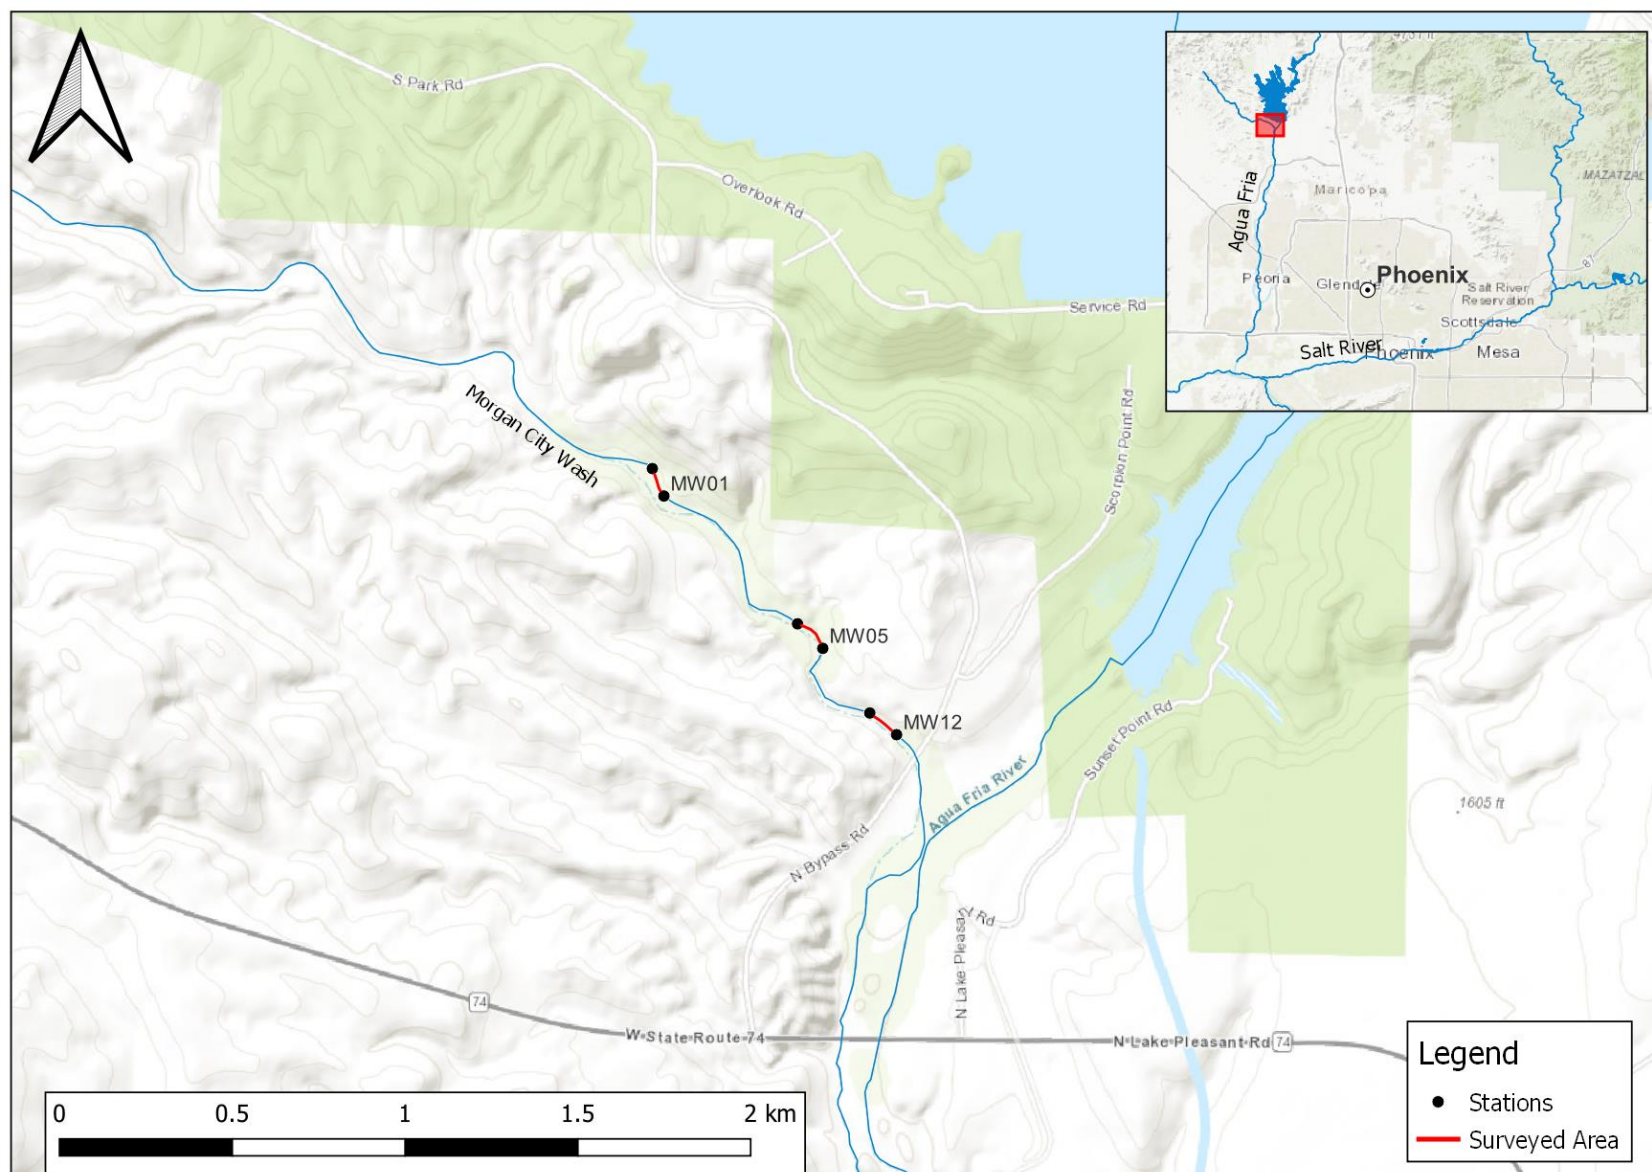 S Park Rd
Overlook Rd
Service Rd
Scorpion Point Rd
Morgan City Wash
MW01
MW05
MW12
Agua Fria River
Sunset Point Rd
N Bypass Rd
1605 ft
N Lake Pleasant Rd
74
W State Route 74
N Lake Pleasant Rd
74
4731 ft
MAZATZAL
Maricopa
Agua Fria
87
Peoria
Glendale
Phoenix
Salt River
Reservation
Scottsdale
Salt River
Phoenix
Mesa
Legend
Stations
Surveyed Area
0 0.5 1 1.5 2 km